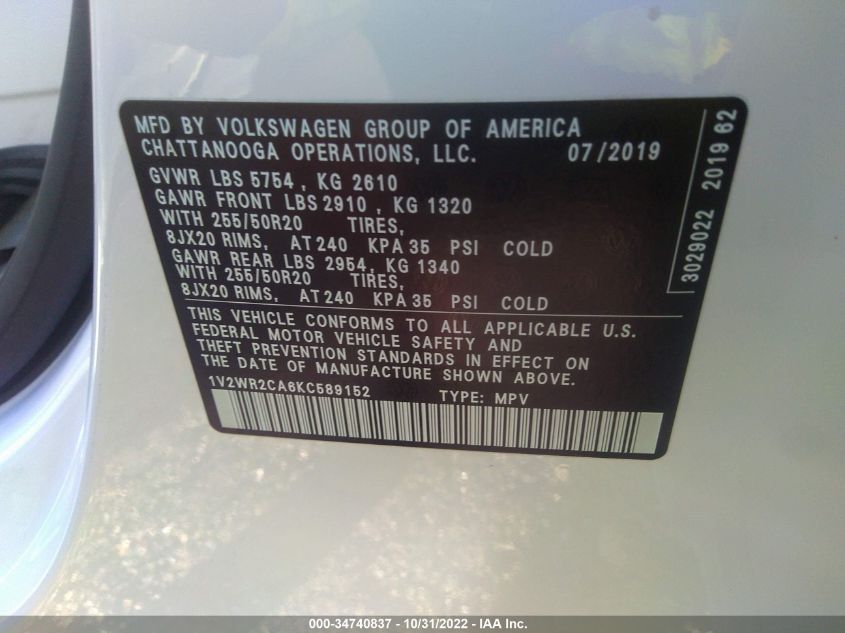 MFD BY VOLKSWAGEN GROUP OF AMERICA
CHATTANOOGA OPERATIONS, LLC. 07/2019
GVWR LBS 5754 , KG 2610
GAWR FRONT LBS 2910 , KG 1320
WITH 255/50R20 TIRES,
8JX20 RIMS, AT 240 KPA 35 PSI COLD
GAWR REAR LBS 2954, KG 1340
WITH 255/50R20 TIRES,
8JX20 RIMS, AT 240 KPA 35 PSI COLD
THIS VEHICLE CONFORMS TO ALL APPLICABLE U.S.
FEDERAL MOTOR VEHICLE SAFETY AND
THEFT PREVENTION STANDARDS IN EFFECT ON
THE DATE OF MANUFACTURE SHOWN ABOVE.
1V2WR2CA6KC589152 TYPE: MPV
3029022 2019 62
000-34740837 - 10/31/2022 - IAA Inc.